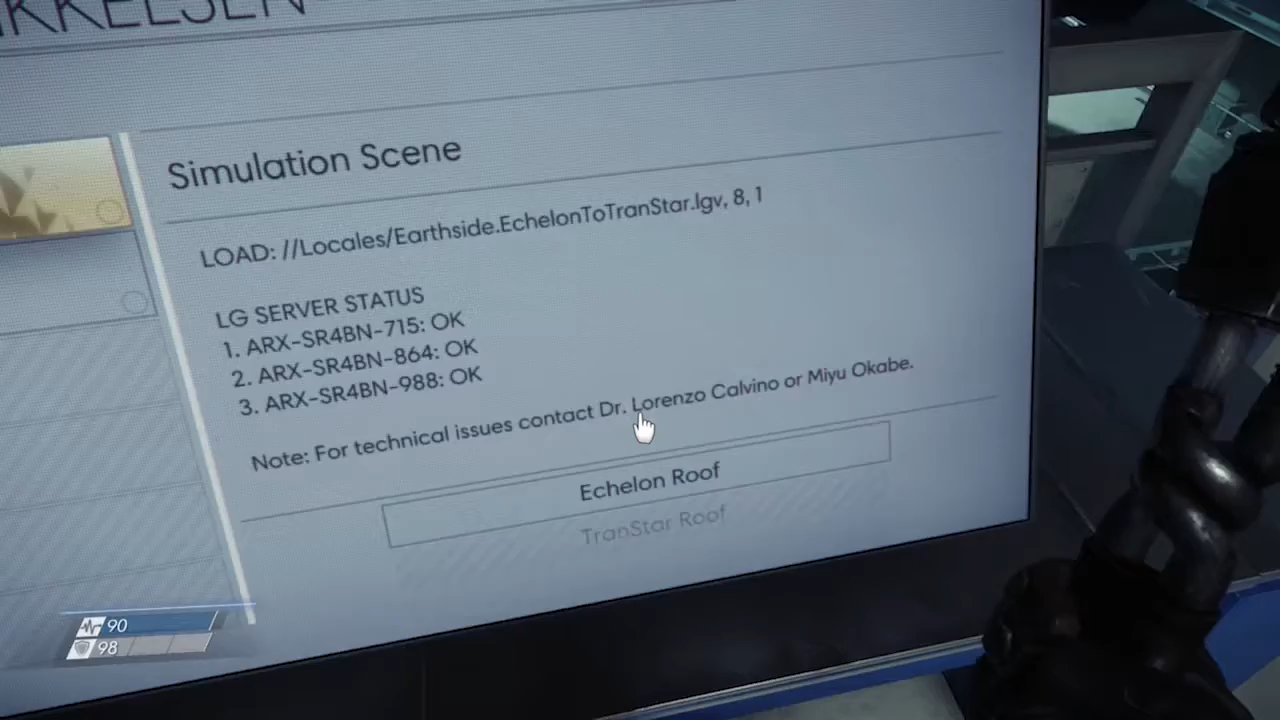 IKKELSEN
Simulation Scene
LOAD: //Locales/Earthside.EchelonToTranStar.lgv, 8, 1
LG SERVER STATUS
1. ARX-SR4BN-715: OK
2. ARX-SR4BN-864: OK
3. ARX-SR4BN-988: OK
Note: For technical issues contact Dr. Lorenzo Calvino or Miyu Okabe.
Echelon Roof
TranStar Roof
90
98